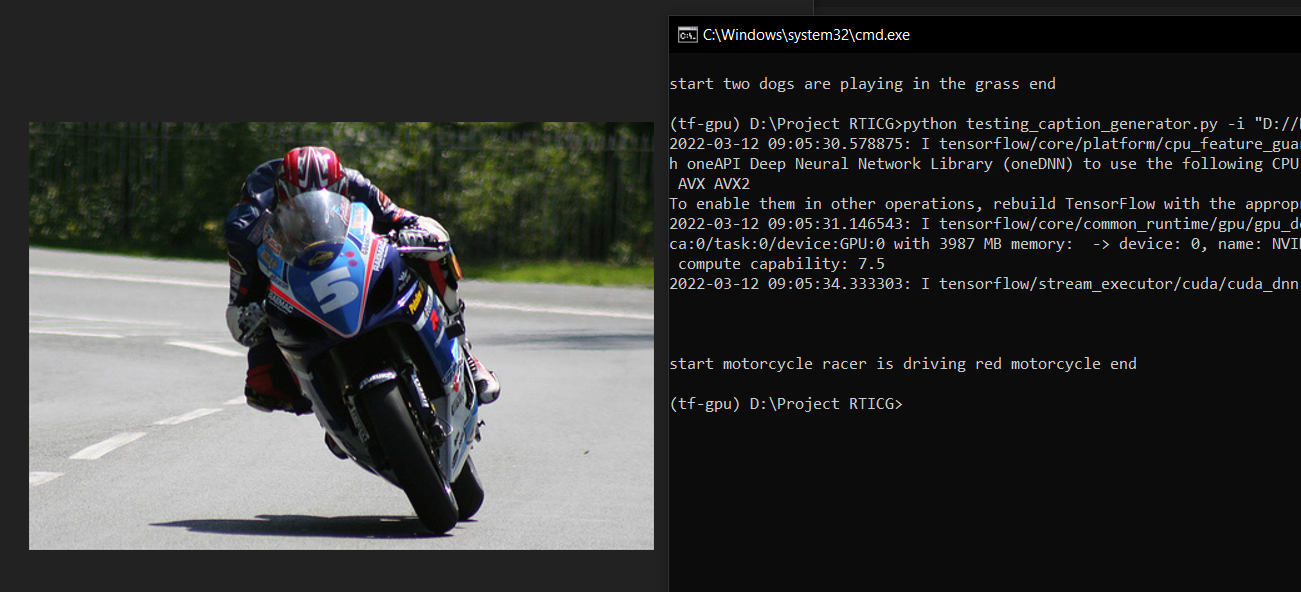 C:\Windows\system32\cmd.exe
start two dogs are playing in the grass end
(tf-gpu) D:\Project RTICG>python testing_caption_generator.py -i "D://
2022-03-12 09:05:30.578875: I tensorflow/core/platform/cpu_feature_gua
h oneAPI Deep Neural Network Library (oneDNN) to use the following CPU
AVX AVX2
To enable them in other operations, rebuild TensorFlow with the approp
2022-03-12 09:05:31.146543: I tensorflow/core/common_runtime/gpu/gpu_d
ca:0/task:0/device:GPU:0 with 3987 MB memory:  -> device: 0, name: NVI
compute capability: 7.5
2022-03-12 09:05:34.333303: I tensorflow/stream_executor/cuda/cuda_dnn
start motorcycle racer is driving red motorcycle end
(tf-gpu) D:\Project RTICG>
5